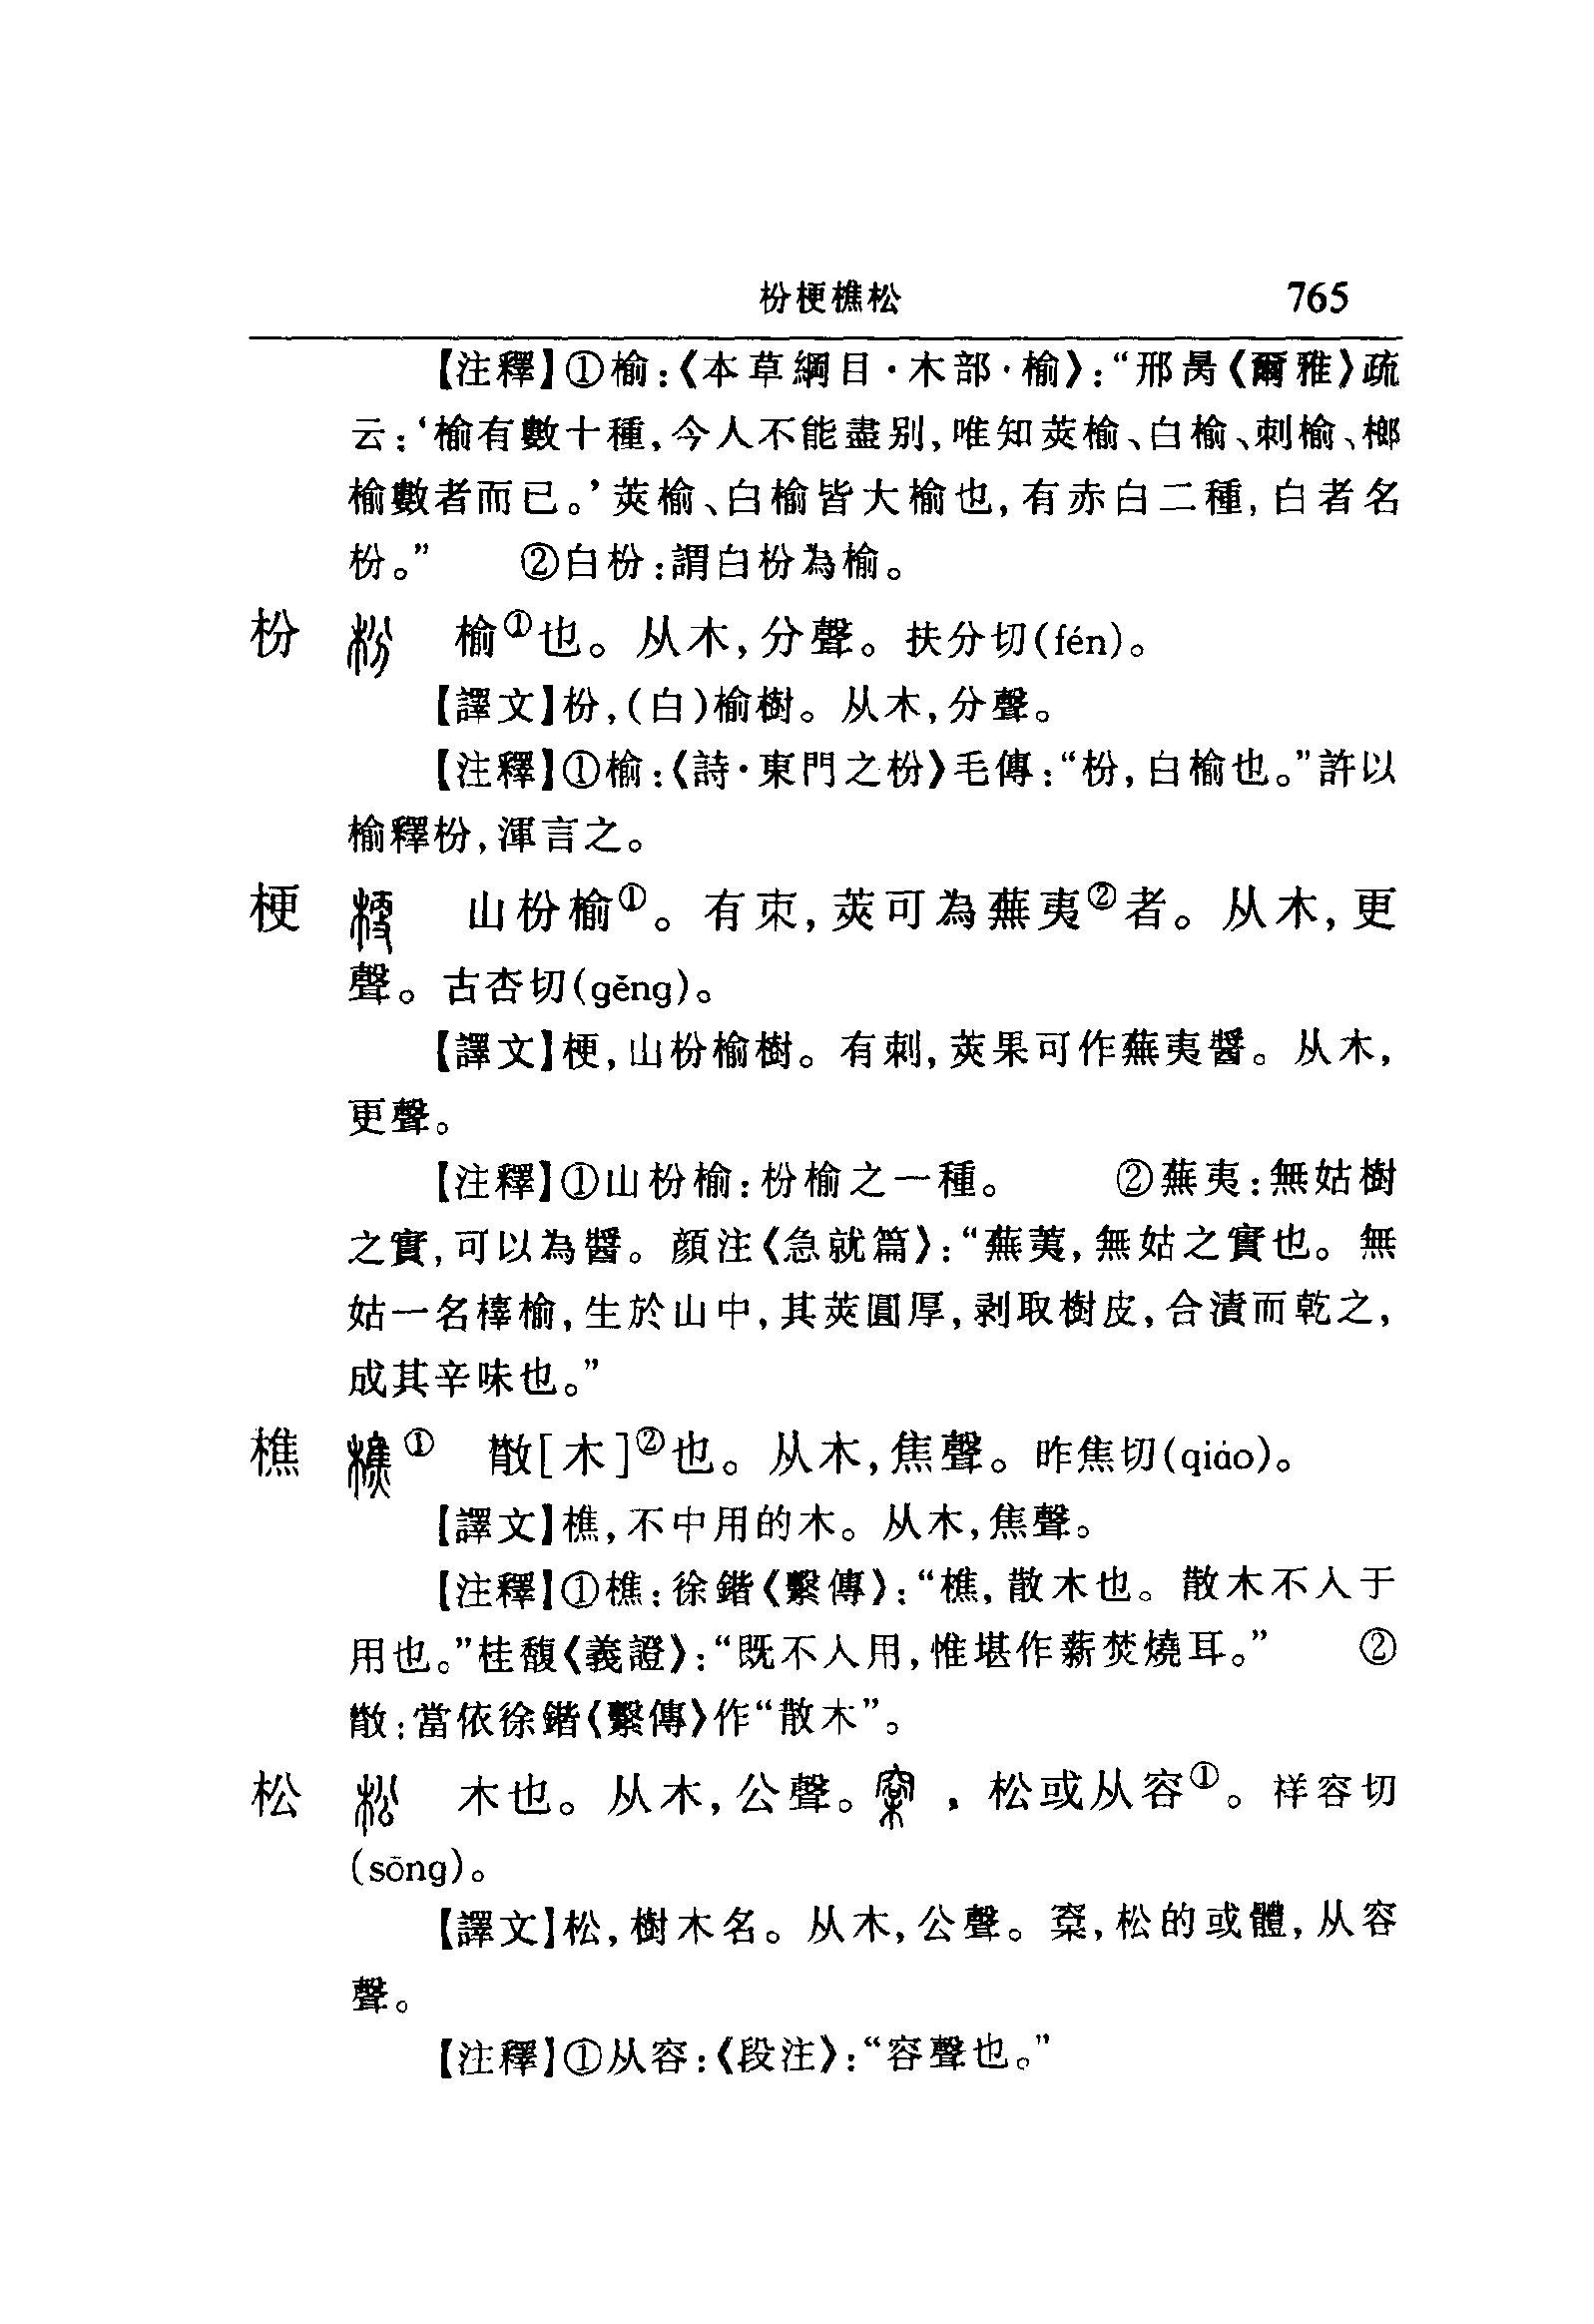 枌梗樵松 765
【注釋】①榆:《本草綱目·木部·榆》:“邢昺《爾雅》疏
云:‘榆有數十種,今人不能盡别,唯知莢榆、白榆、刺榆、榔
榆數者而已。’莢榆、白榆皆大榆也,有赤白二種,白者名
枌。” ②白枌:謂白枌為榆。
枌 榆①也。从木,分聲。扶分切(fén)。
【譯文】枌,(白)榆樹。从木,分聲。
【注釋】①榆:《詩·東門之枌》毛傳:“枌,白榆也。”許以
榆釋枌,渾言之。
梗 山枌榆①。有朿,莢可為蕪夷②者。从木,更
聲。古杏切(gěng)。
【譯文】梗,山枌榆樹。有刺,莢果可作蕪夷醬。从木,
更聲。
【注釋】①山枌榆:枌榆之一種。 ②蕪夷:無姑樹
之實,可以為醬。顔注《急就篇》:“蕪荑,無姑之實也。無
姑一名橭榆,生於山中,其莢圓厚,剥取樹皮,合漬而乾之,
成其辛味也。”
樵 ① 㪔[木]②也。从木,焦聲。昨焦切(qiáo)。
【譯文】樵,不中用的木。从木,焦聲。
【注釋】①樵:徐鍇《繫傳》:“樵,散木也。散木不入于
用也。”桂馥《義證》:“既不入用,惟堪作薪焚燒耳。” ②
㪔:當依徐鍇《繫傳》作“散木”。
松 木也。从木,公聲。 ,松或从容①。祥容切
(sōng)。
【譯文】松,樹木名。从木,公聲。㮤,松的或體,从容
聲。
【注釋】①从容:《段注》:“容聲也。”